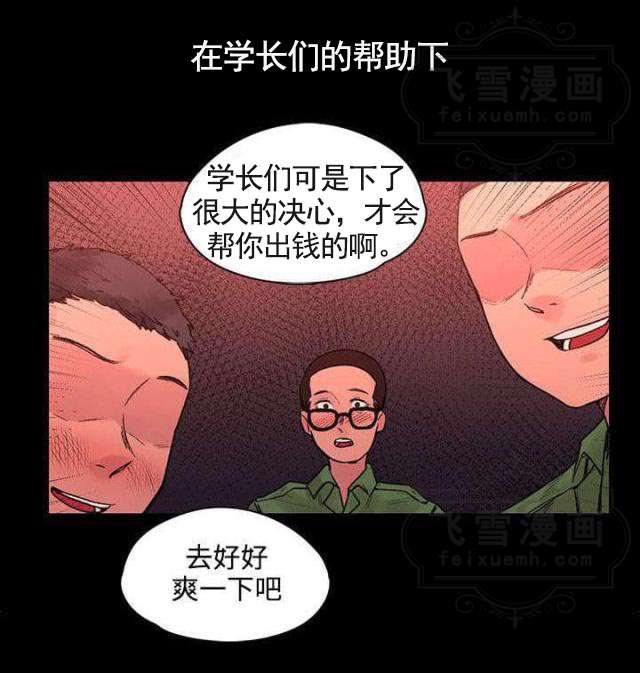 在学长们的帮助下
飞雪漫画
feixuemh.com
学长们可是下了
很大的决心，才会
帮你出钱的啊。
飞雪漫画
feixuemh.com
去好好
爽一下吧